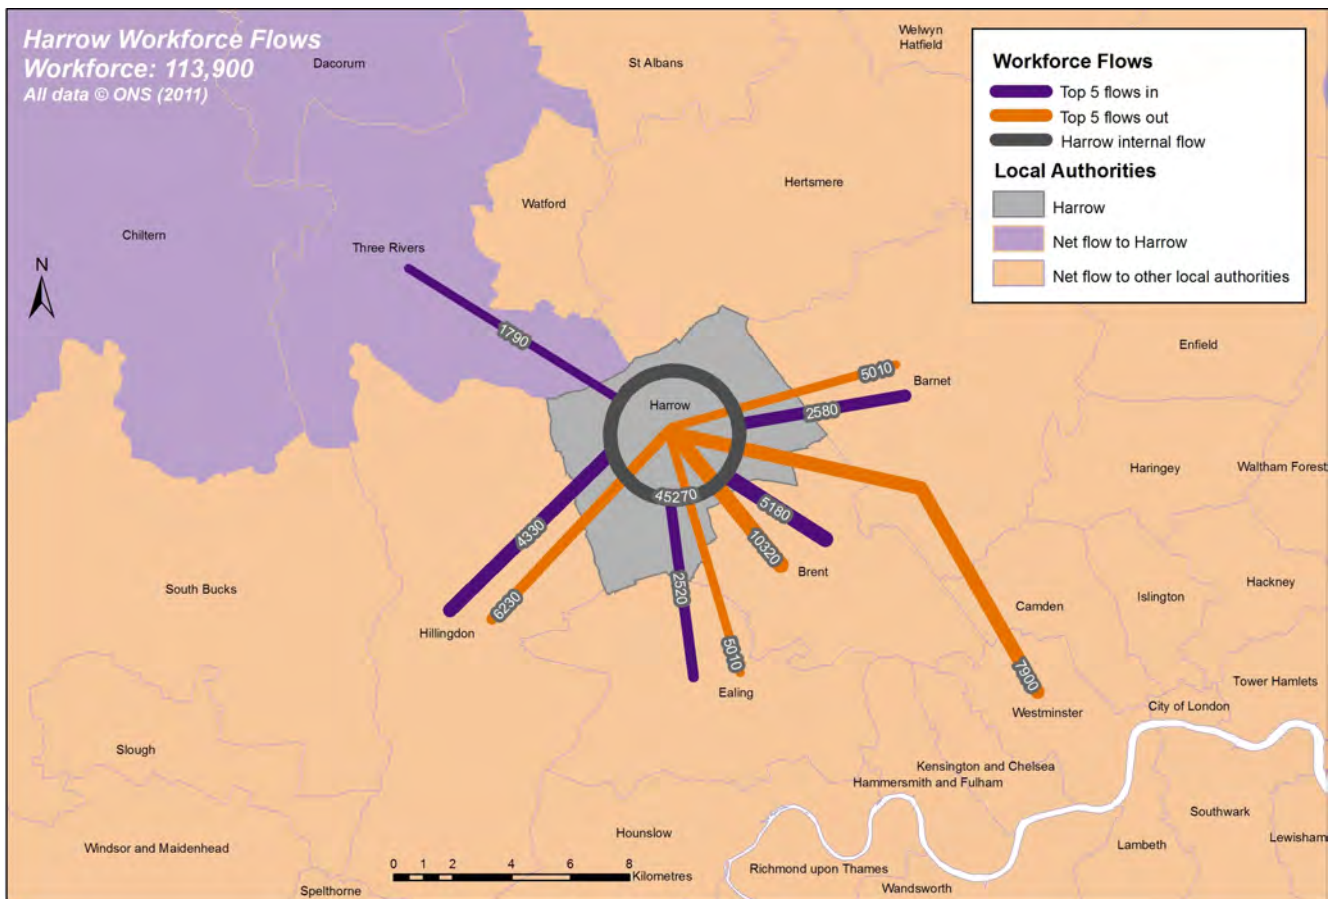 Harrow Workforce Flows
Workforce: 113,900
All data © ONS (2011)
Dacorum
St Albans
Welwyn
Hatfield
Workforce Flows
Top 5 flows in
Top 5 flows out
Harrow internal flow
Local Authorities
Harrow
Net flow to Harrow
Net flow to other local authorities
Hertsmere
Watford
Chiltern
Three Rivers
N
1790
Enfield
5010
Barnet
2580
Harrow
Haringey
Waltham Forest
45270
5180
4330
10320
Brent
2520
6230
South Bucks
Hillingdon
Hackney
Islington
Camden
5010
Ealing
7900
Westminster
Tower Hamlets
City of London
Slough
Kensington and Chelsea
Hammersmith and Fulham
Southwark
Hounslow
Lewisham
Lambeth
Windsor and Maidenhead
0 1 2 4 6 8
Kilometres
Richmond upon Thames
Wandsworth
Spelthorne